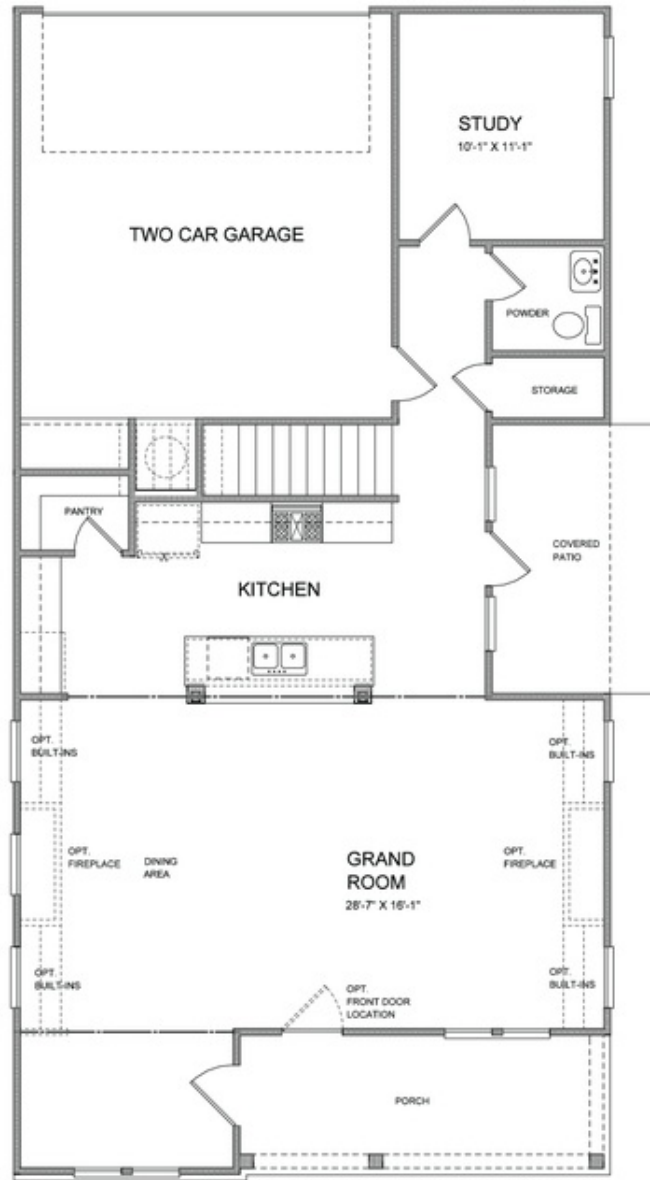 STUDY
10'-1" X 11'-1"
TWO CAR GARAGE
POWDER
STORAGE
PANTRY
COVERED
PATIO
KITCHEN
OPT.
BUILT-INS
OPT.
BUILT-INS
OPT.
FIREPLACE
DINING
AREA
GRAND
ROOM
28'-7" X 16'-1"
OPT.
FIREPLACE
OPT.
BUILT-INS
OPT.
FRONT DOOR
LOCATION
OPT.
BUILT-INS
PORCH